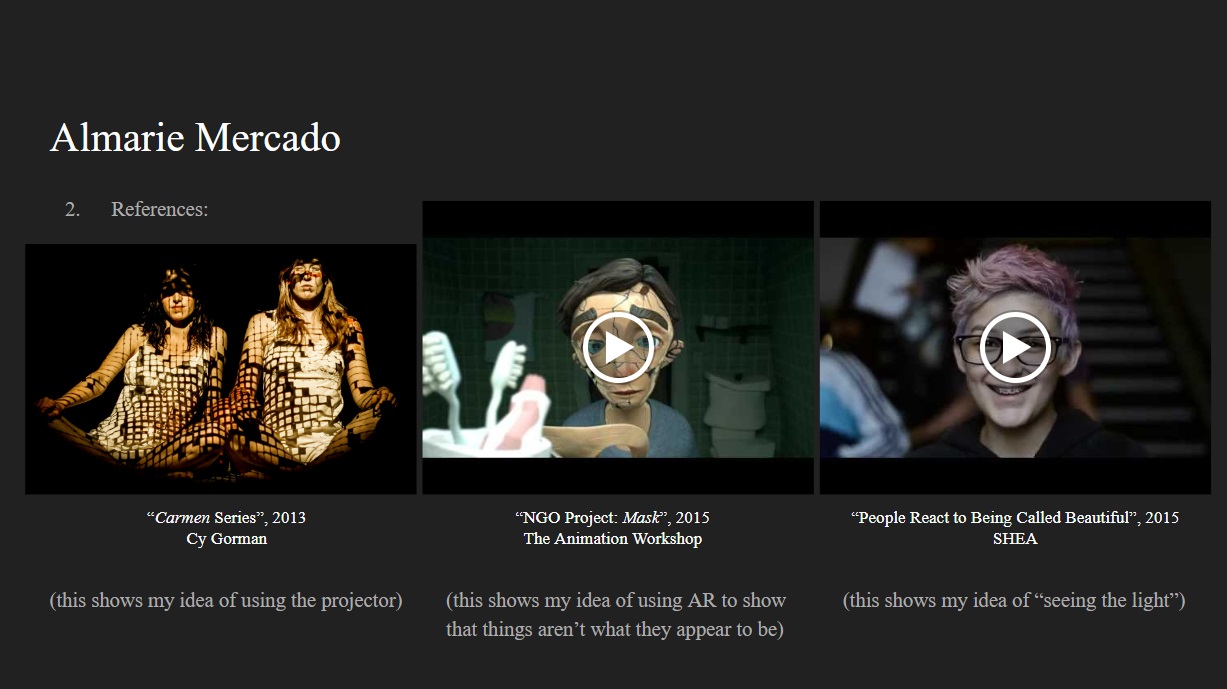 Almarie Mercado
2. References:
“Carmen Series”, 2013
Cy Gorman
“NGO Project: Mask”, 2015
The Animation Workshop
“People React to Being Called Beautiful”, 2015
SHEA
(this shows my idea of using the projector)
(this shows my idea of using AR to show
that things aren’t what they appear to be)
(this shows my idea of “seeing the light”)